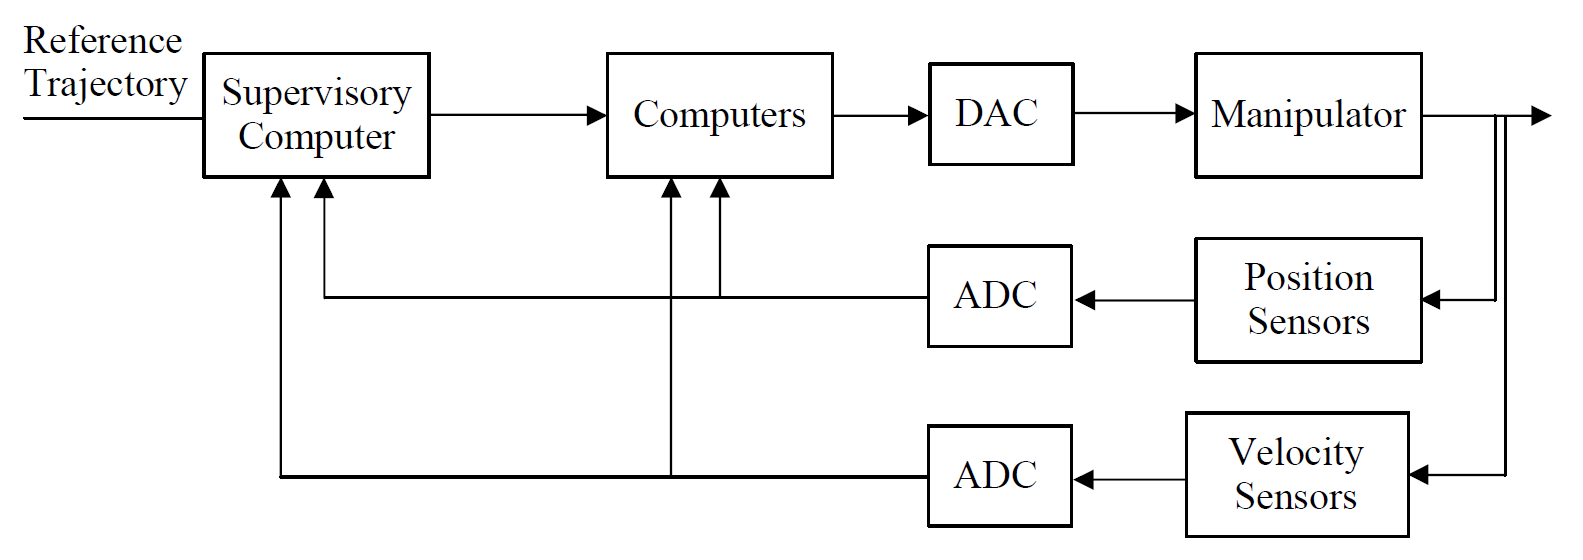 Reference
Trajectory
Supervisory
Computer
Computers
DAC
Manipulator
ADC
Position
Sensors
ADC
Velocity
Sensors